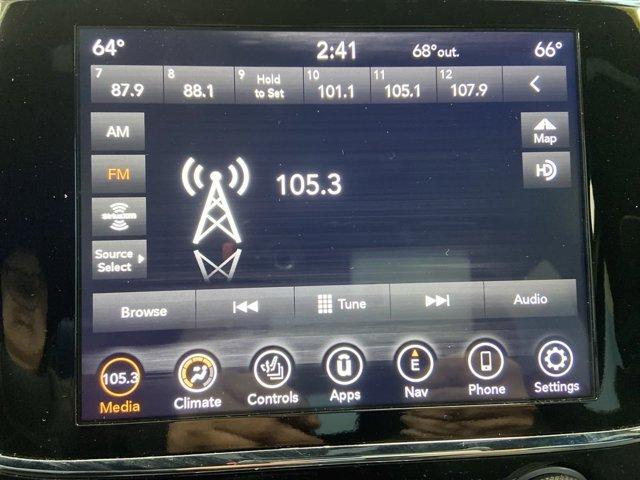 64° 2:41 68°out. 66°
7 87.9 8 88.1 9 Hold to Set 10 101.1 11 105.1 12 107.9
AM
Map
FM
HD
105.3
SiriusXM
Source
Select
Browse Tune Audio
105.3 E
Media Climate Controls Apps Nav Phone Settings